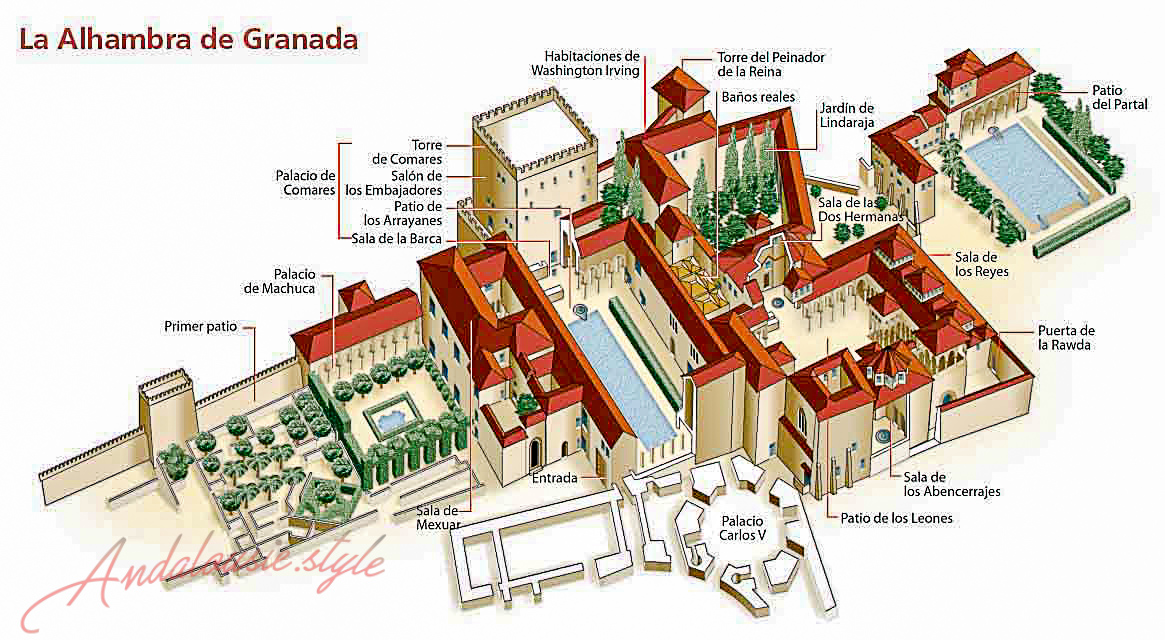 La Alhambra de Granada
Habitaciones de
Washington Irving
Torre del Peinador
de la Reina
Baños reales
Jardín de
Lindaraja
Patio
del Partal
Torre
de Comares
Palacio de
Comares
Salón de
los Embajadores
Patio de
los Arrayanes
Sala de la Barca
Sala de las
Dos Hermanas
Sala de
los Reyes
Palacio
de Machuca
Primer patio
Puerta de
la Rawda
Entrada
Sala de
Mexuar
Sala de
los Abencerrajes
Patio de los Leones
Palacio
Carlos V
Andalousie.style